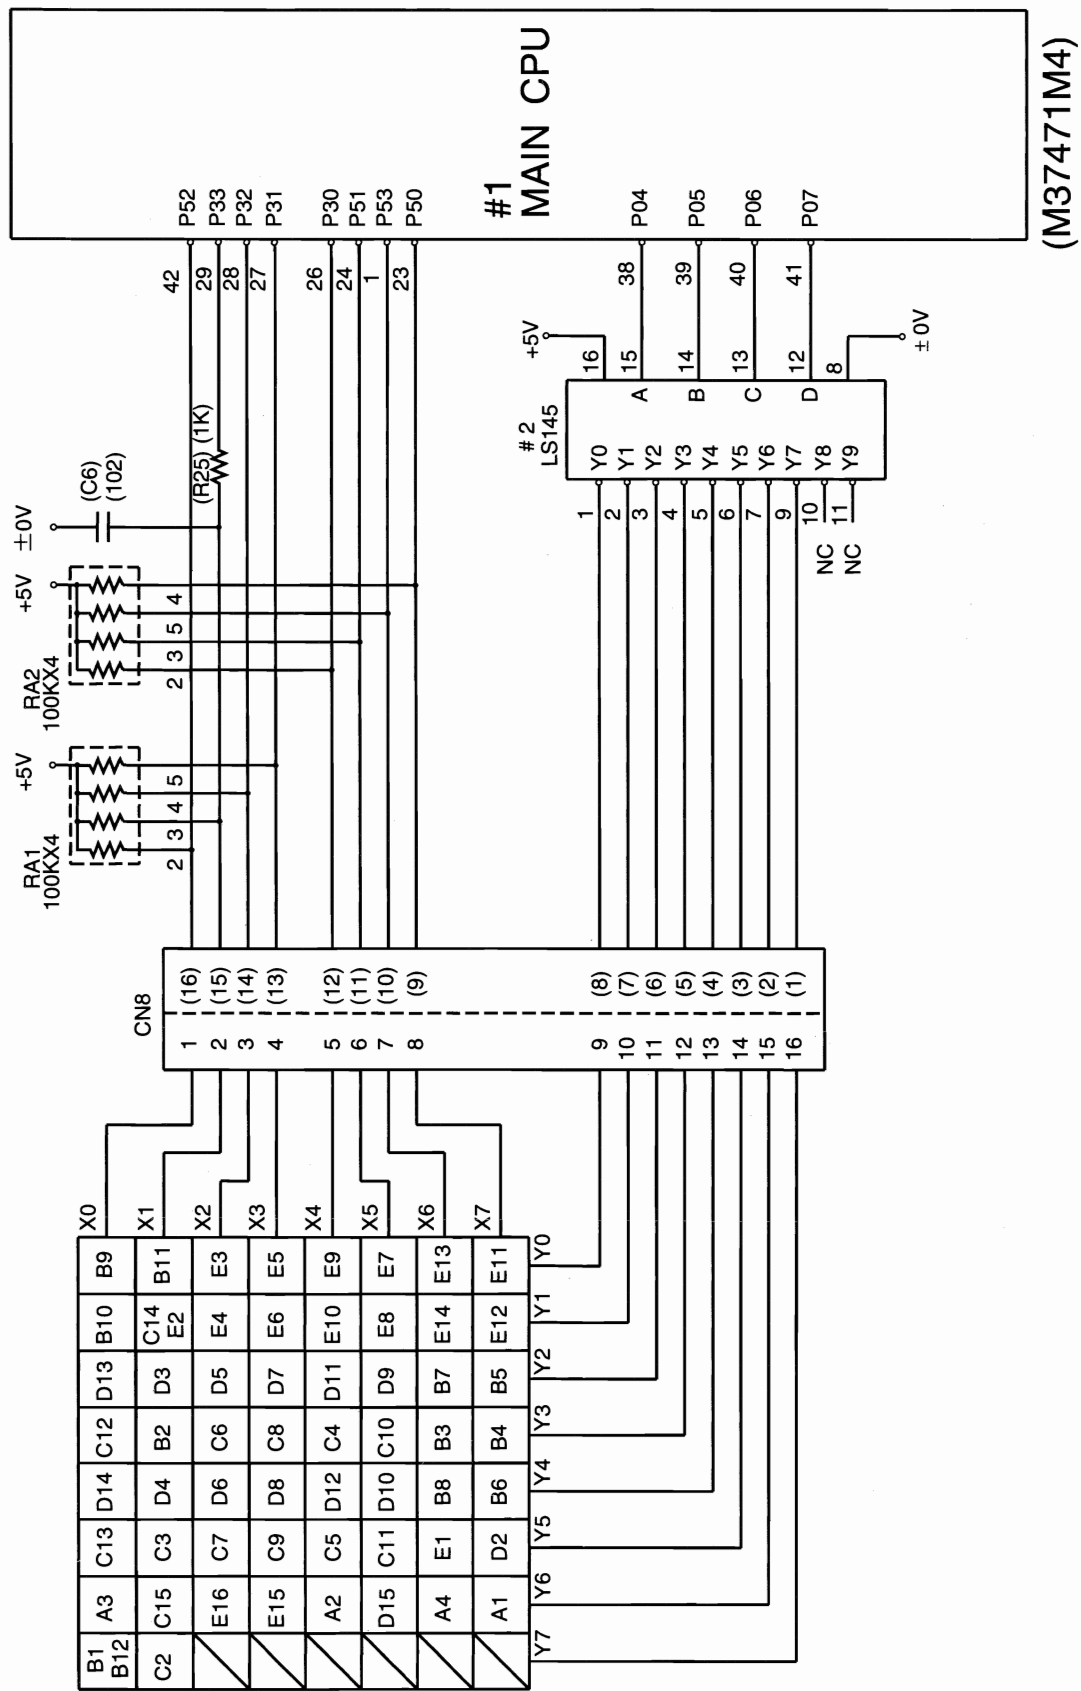 #1
MAIN CPU
(M37471M4)
P52
P33
P32
P31
P30
P51
P53
P50
P04
P05
P06
P07
42
29
28
27
26
24
1
23
38
39
40
41
+5V
±0V
16
15
14
13
12
8
A
B
C
D
#2
LS145
Y0
Y1
Y2
Y3
Y4
Y5
Y6
Y7
Y8
Y9
1
2
3
4
5
6
7
9
10
11
NC
NC
(R25) (1K)
(C6)
(102)
±0V
+5V
RA2
100KX4
2
3
5
4
+5V
RA1
100KX4
2
3
4
5
CN8
(16)
(15)
(14)
(13)
(12)
(11)
(10)
(9)
(8)
(7)
(6)
(5)
(4)
(3)
(2)
(1)
1
2
3
4
5
6
7
8
9
10
11
12
13
14
15
16
X0
X1
X2
X3
X4
X5
X6
X7
B9 B11 E3 E5 E9 E7 E13 E11 Y0
B10 C14 E2 E4 E6 E10 E8 E14 E12 Y1
D13 D3 D5 D7 D11 D9 B7 B5 Y2
C12 B2 C6 C8 C4 C10 B3 B4 Y3
D14 D4 D6 D8 D12 D10 B8 B6 Y4
C13 C3 C7 C9 C5 C11 E1 D2 Y5
A3 C15 E16 E15 A2 D15 A4 A1 Y6
B1 B12 C2 Y7